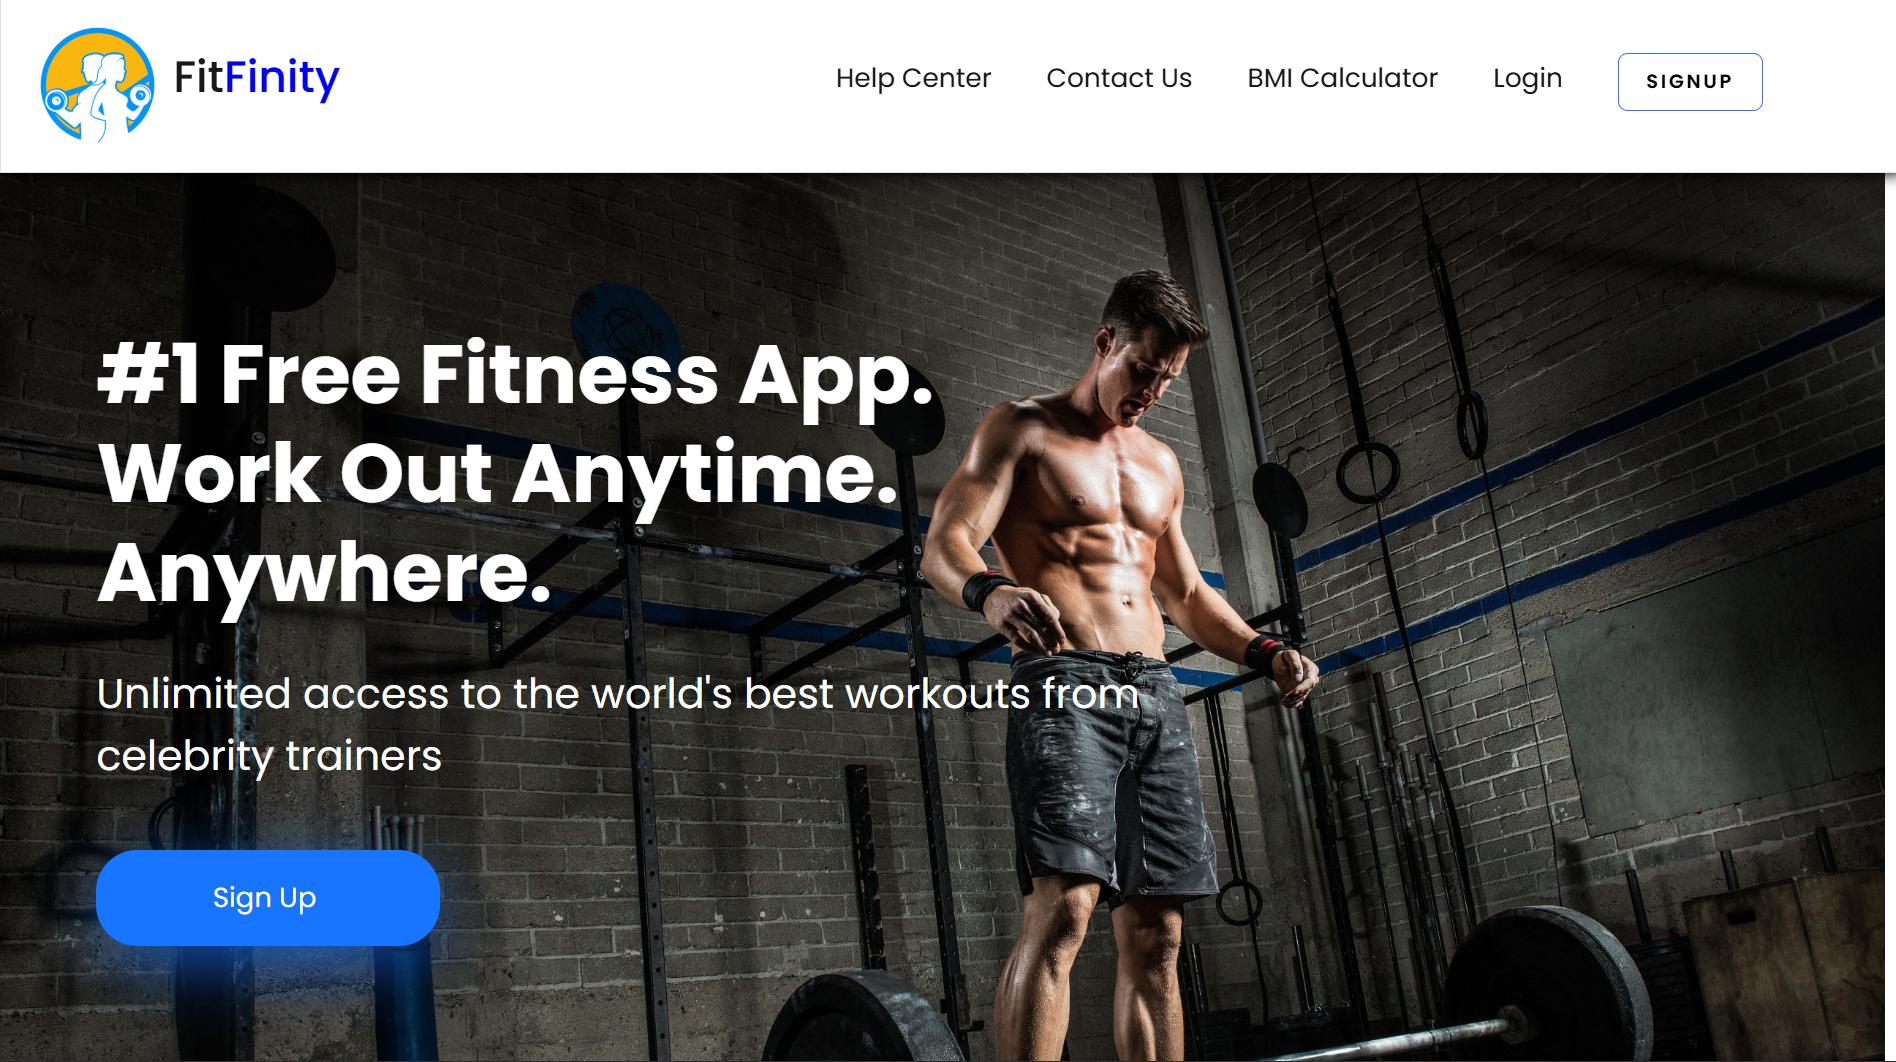 FitFinity
Help Center
Contact Us
BMI Calculator
Login
SIGNUP
#1 Free Fitness App.
Work Out Anytime.
Anywhere.
Unlimited access to the world's best workouts from
celebrity trainers
Sign Up